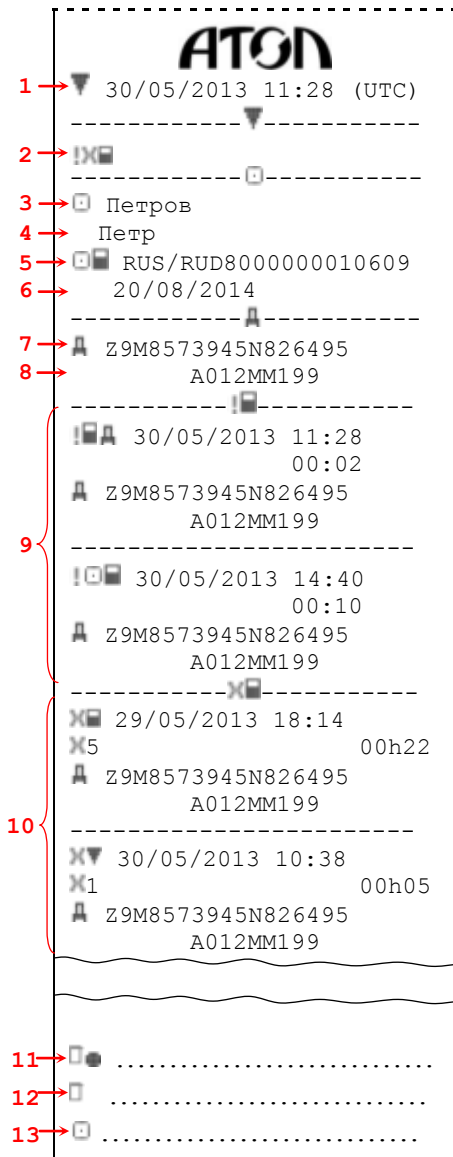 ATOL
1 30/05/2013 11:28 (UTC)
2 !
3 Петров
4 Петр
5 RUS/RUD8000000010609
6 20/08/2014
7 Z9M8573945N826495
8 A012MM199
!
! 30/05/2013 11:28
00:02
Z9M8573945N826495
A012MM199
9
! 30/05/2013 14:40
00:10
Z9M8573945N826495
A012MM199
29/05/2013 18:14
5 00h22
Z9M8573945N826495
A012MM199
10
30/05/2013 10:38
1 00h05
Z9M8573945N826495
A012MM199
11 ..............................
12 ..............................
13 ..............................